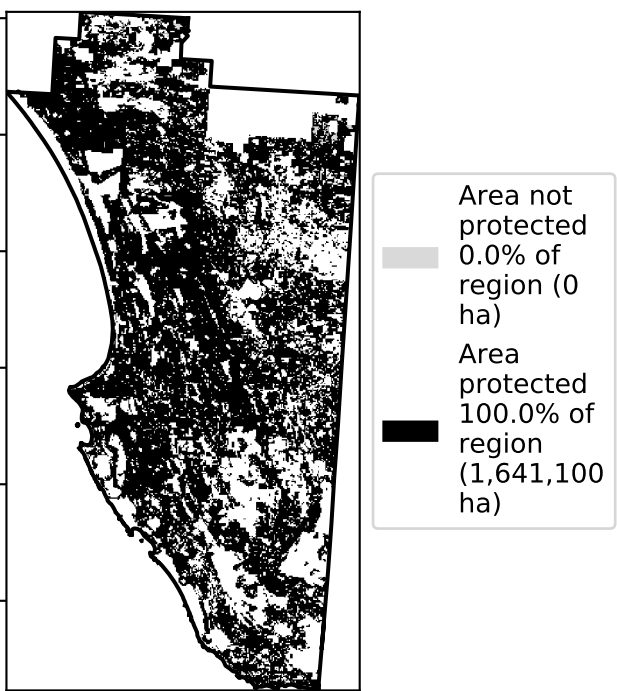 Area not
protected
0.0% of
region (0
ha)
Area
protected
100.0% of
region
(1,641,100
ha)